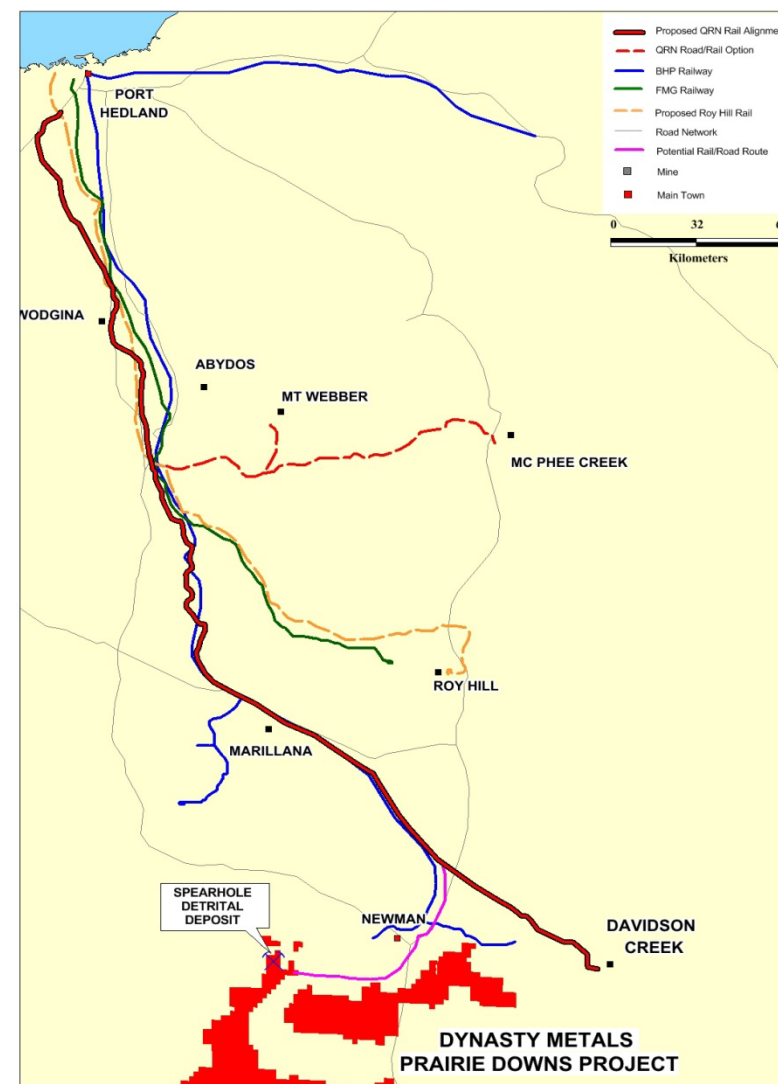 Proposed QRN Rail Alignme
QRN Road/Rail Option
BHP Railway
FMG Railway
Proposed Roy Hill Rail
Road Network
Potential Rail/Road Route
Mine
Main Town
0 32 6
Kilometers
PORT
HEDLAND
WODGINA
ABYDOS
MT WEBBER
MC PHEE CREEK
ROY HILL
MARILLANA
SPEARHOLE
DETRITAL
DEPOSIT
NEWMAN
DAVIDSON
CREEK
DYNASTY METALS
PRAIRIE DOWNS PROJECT